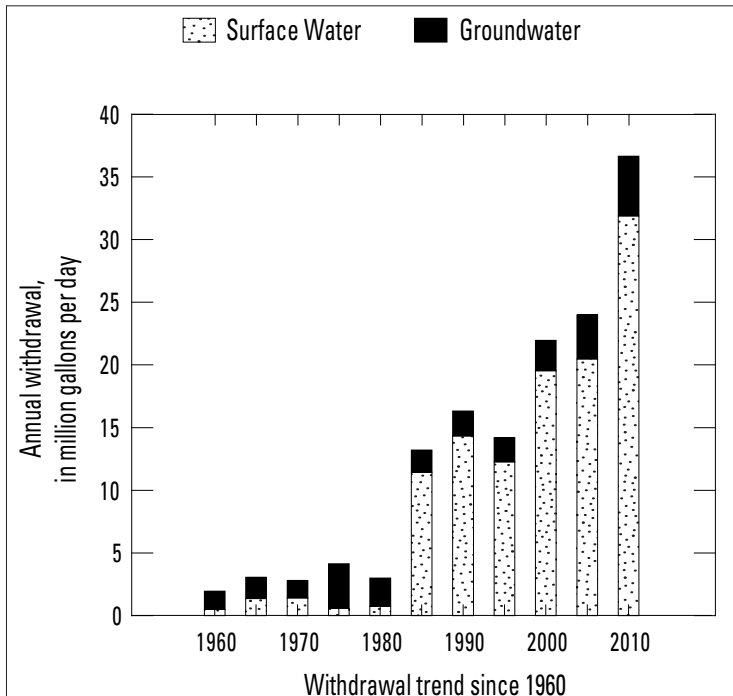 Surface Water Groundwater
40
35
30
25
20
15
10
5
0
Annual withdrawal,
in million gallons per day
1960 1970 1980 1990 2000 2010
Withdrawal trend since 1960